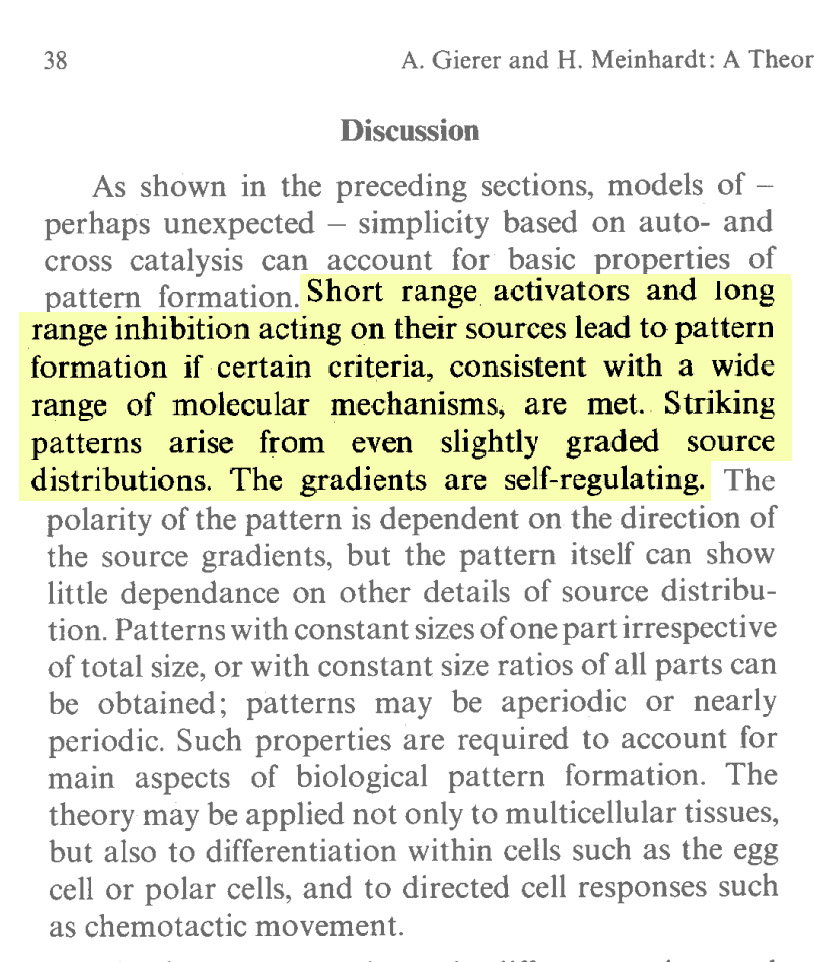 38
A. Gierer and H. Meinhardt: A Theor
Discussion
As shown in the preceding sections, models of –
perhaps unexpected – simplicity based on auto- and
cross catalysis can account for basic properties of
pattern formation. Short range activators and long
range inhibition acting on their sources lead to pattern
formation if certain criteria, consistent with a wide
range of molecular mechanisms, are met. Striking
patterns arise from even slightly graded source
distributions. The gradients are self-regulating. The
polarity of the pattern is dependent on the direction of
the source gradients, but the pattern itself can show
little dependance on other details of source distribu-
tion. Patterns with constant sizes of one part irrespective
of total size, or with constant size ratios of all parts can
be obtained; patterns may be aperiodic or nearly
periodic. Such properties are required to account for
main aspects of biological pattern formation. The
theory may be applied not only to multicellular tissues,
but also to differentiation within cells such as the egg
cell or polar cells, and to directed cell responses such
as chemotactic movement.